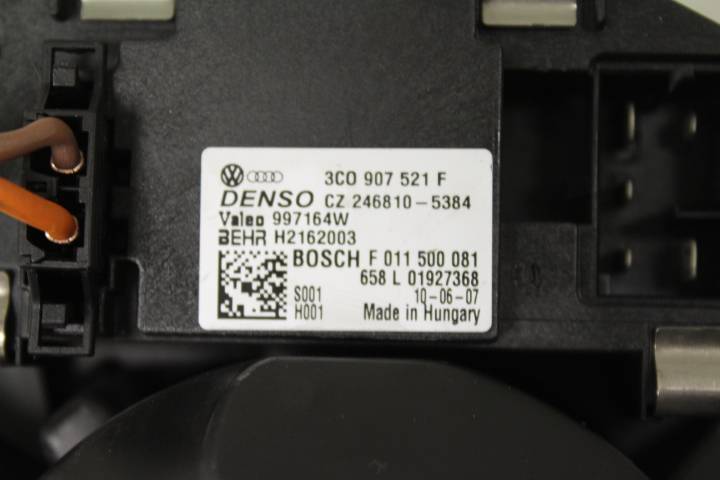 3C0 907 521 F
DENSO CZ 246810-5384
Valeo 997164W
BEHR H2162003
BOSCH F 011 500 081
658 L 01927368
S001 10-06-07
H001 Made in Hungary